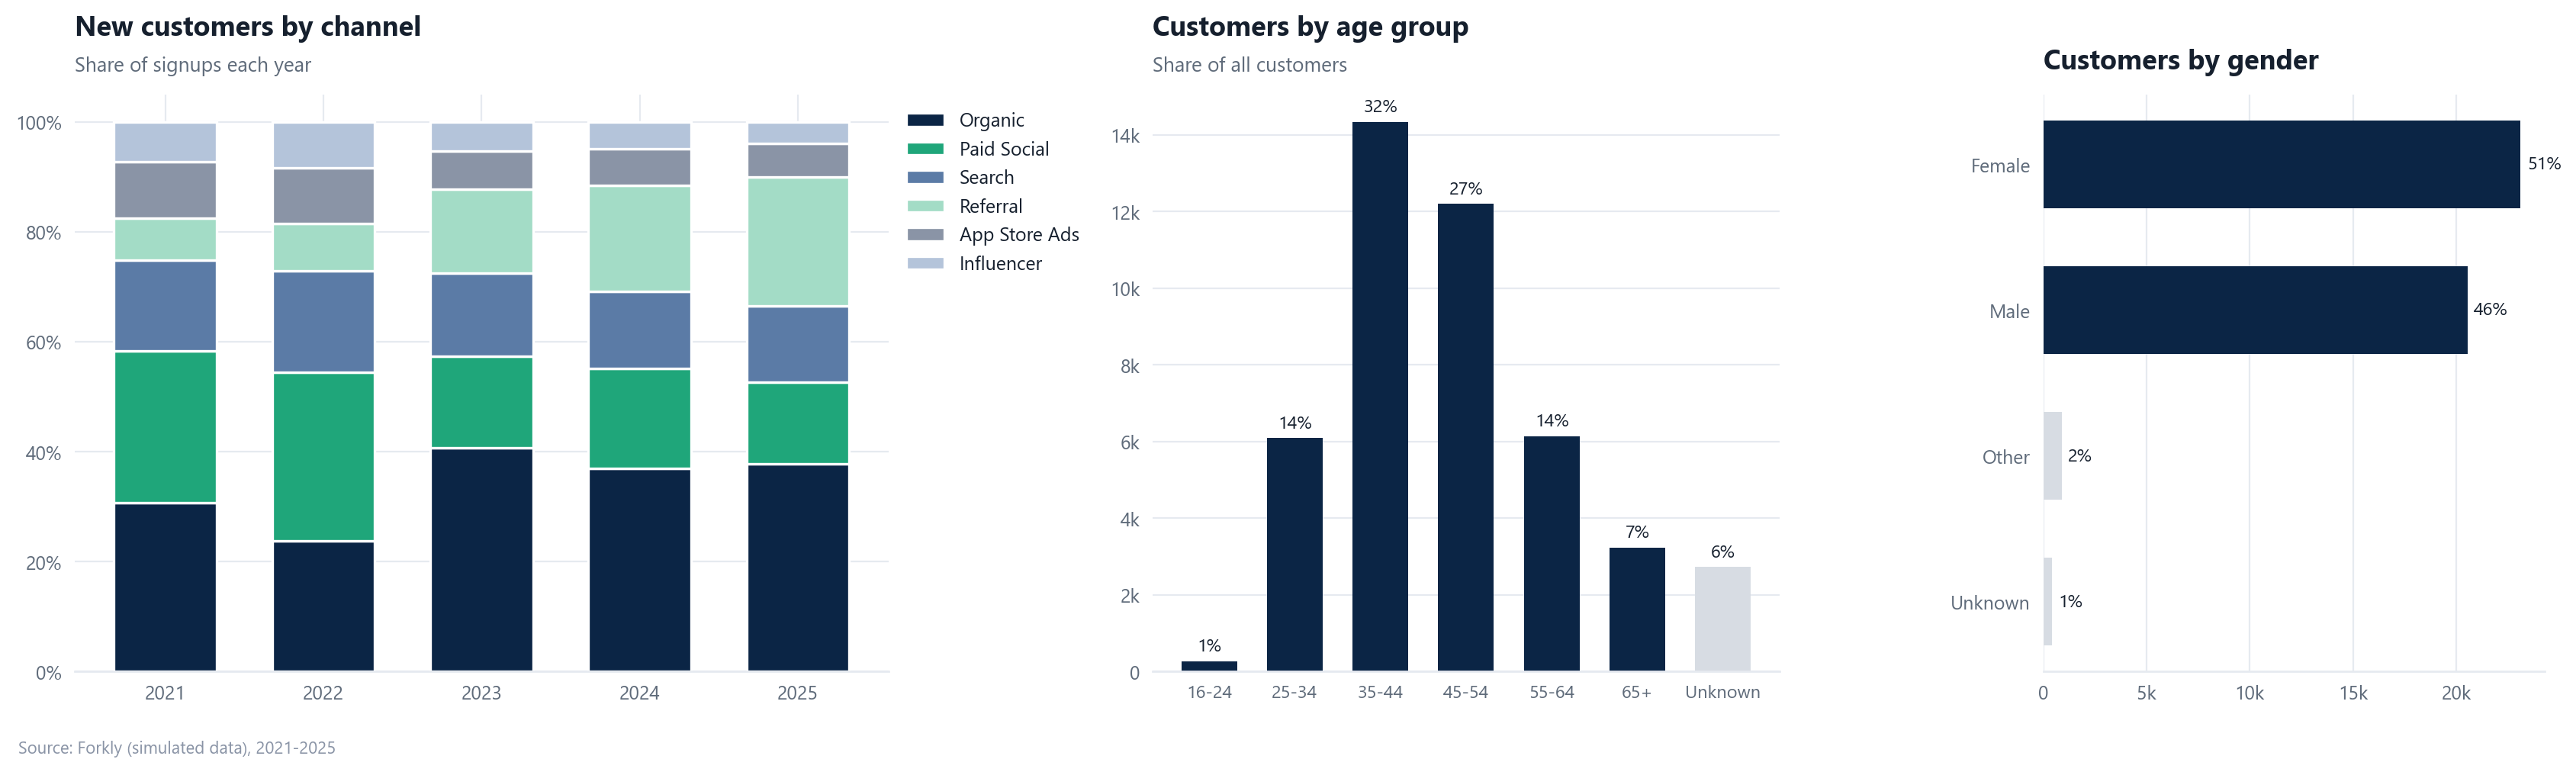 New customers by channel
Share of signups each year
100%
80%
60%
40%
20%
0%
2021 2022 2023 2024 2025
Organic
Paid Social
Search
Referral
App Store Ads
Influencer
Customers by age group
Share of all customers
14k
12k
10k
8k
6k
4k
2k
0
1% 14% 32% 27% 14% 7% 6%
16-24 25-34 35-44 45-54 55-64 65+ Unknown
Customers by gender
Female 51%
Male 46%
Other 2%
Unknown 1%
0 5k 10k 15k 20k
Source: Forkly (simulated data), 2021-2025